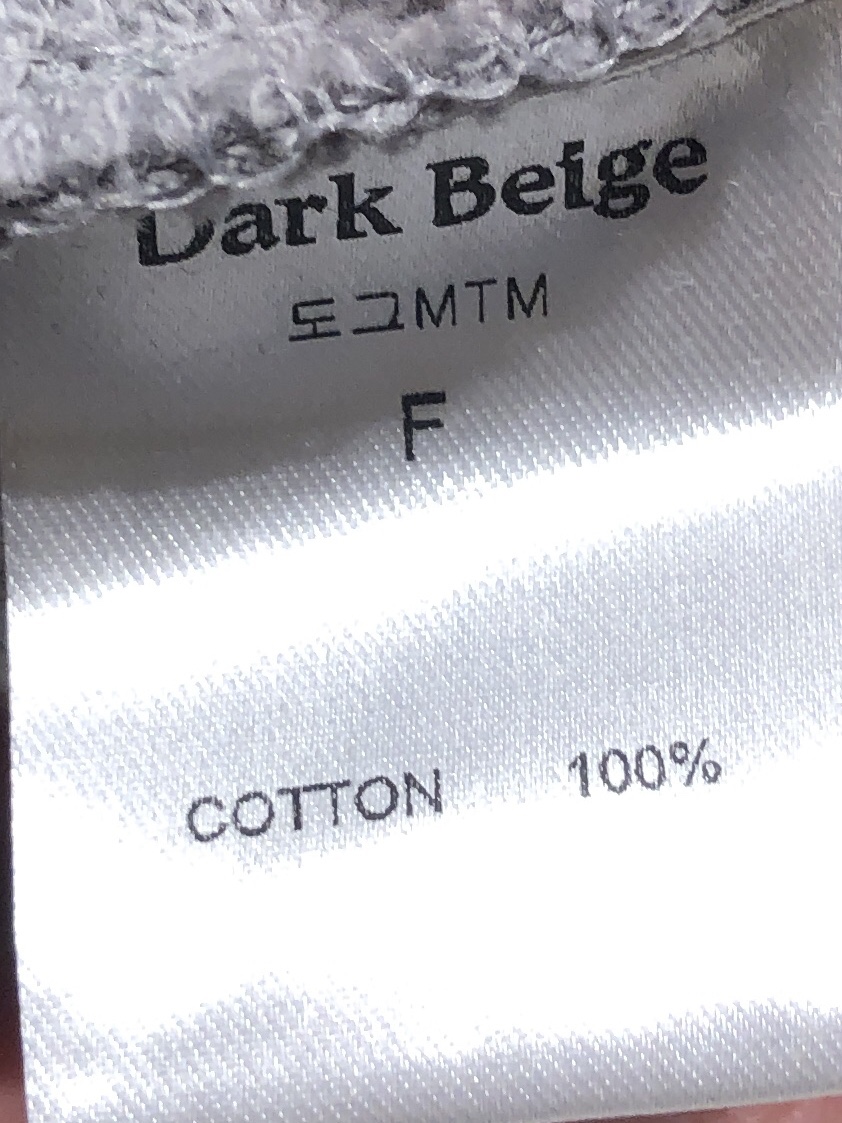 Dark Beige
도그MTM
F
COTTON 100%